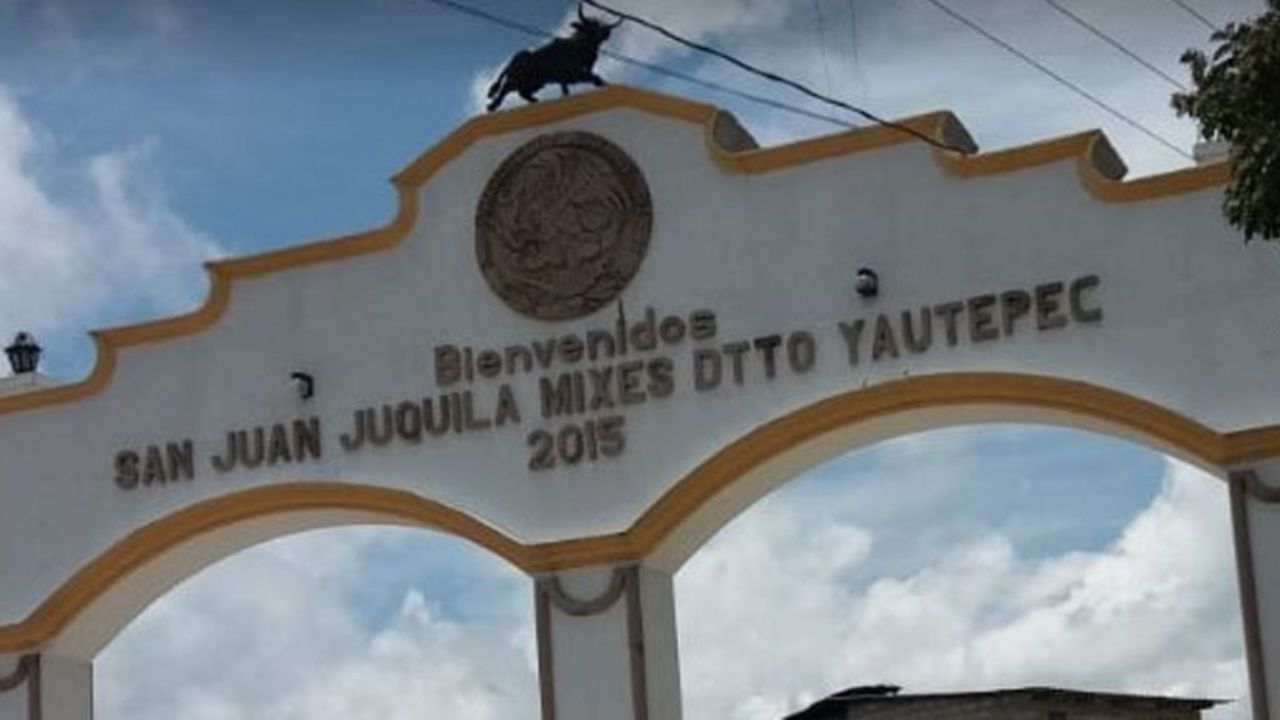 Bienvenidos
SAN JUAN JUQUILA MIXES DTTO YAUTEPEC
2015